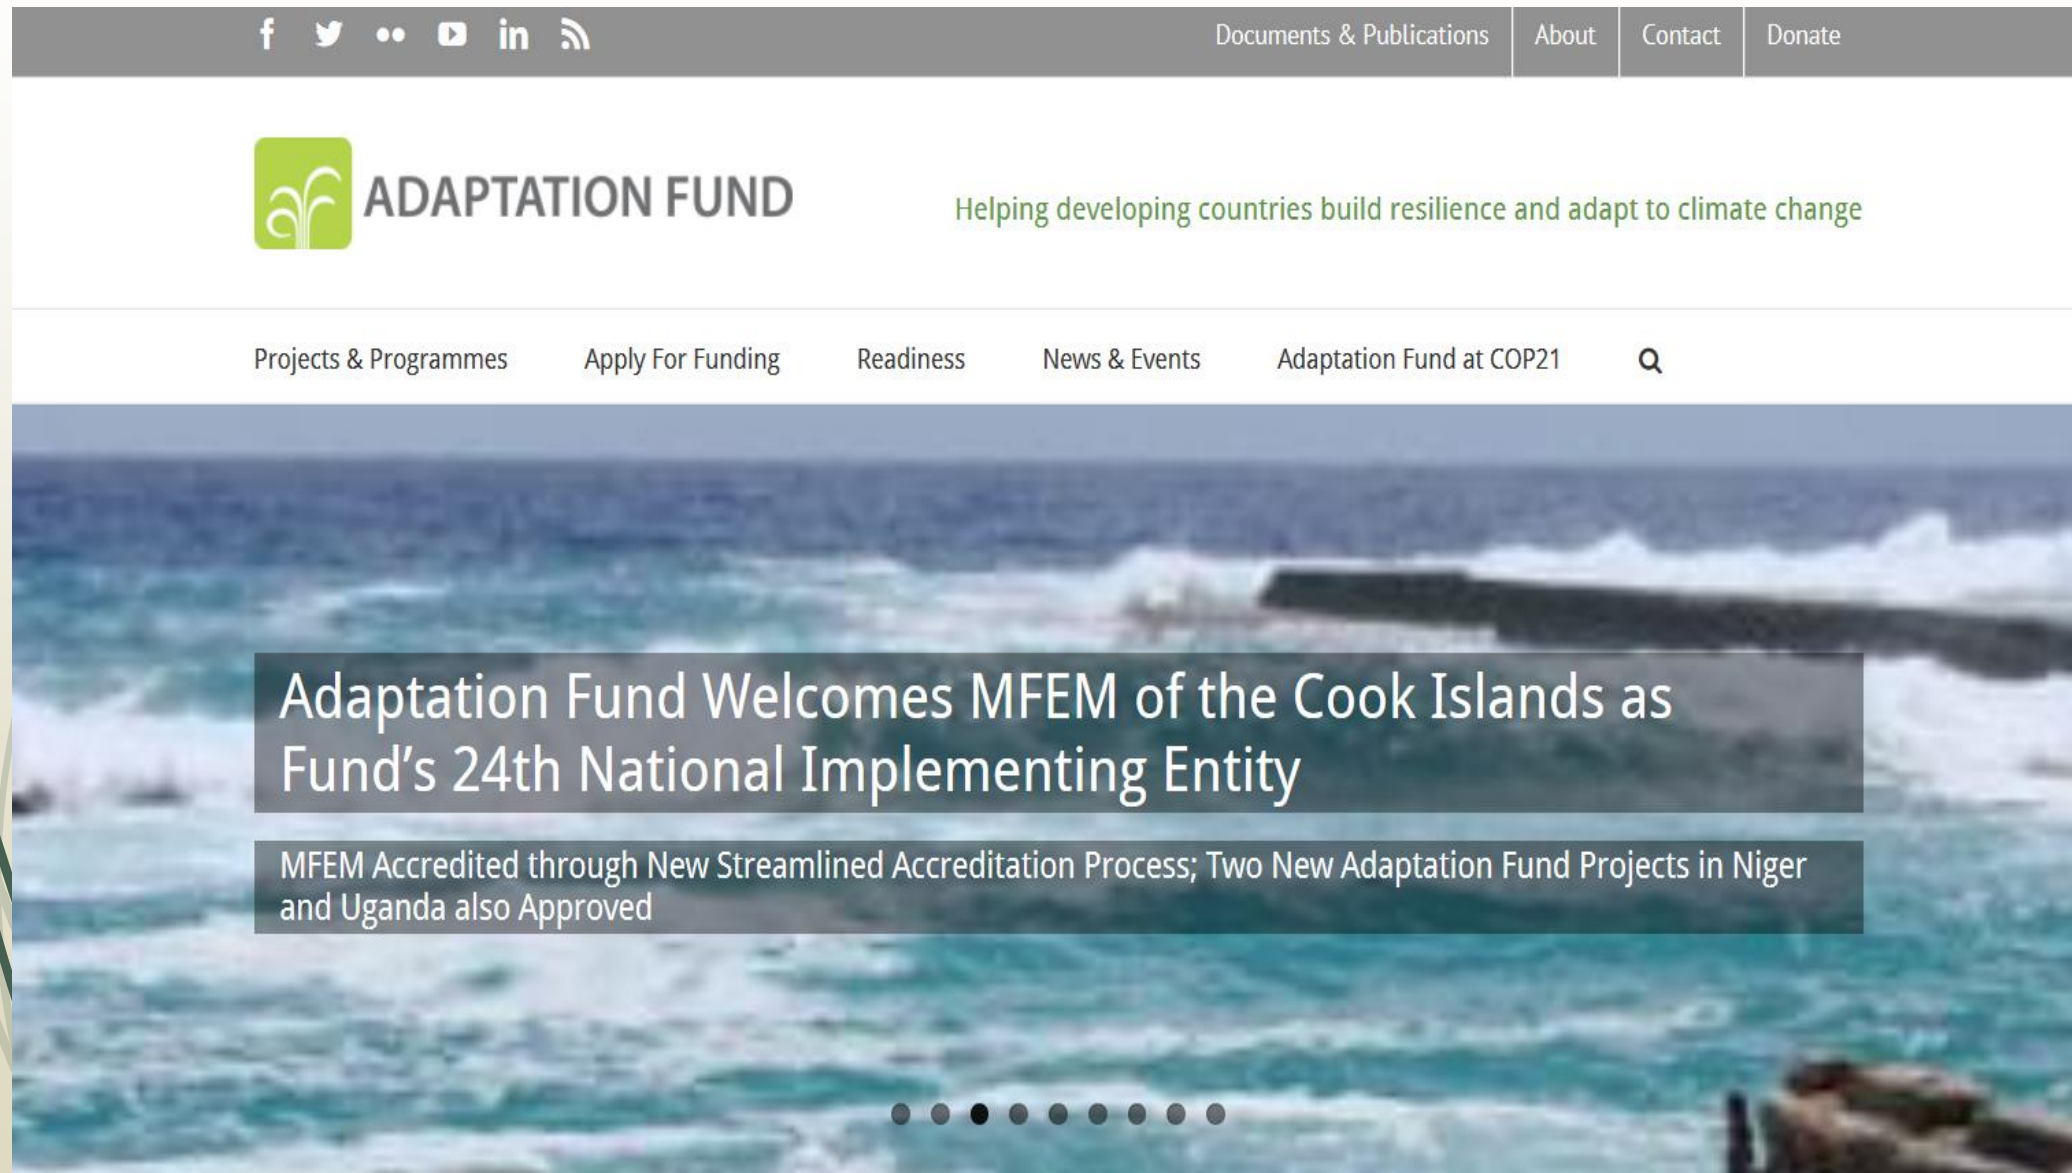 Documents & Publications About Contact Donate
ADAPTATION FUND
Helping developing countries build resilience and adapt to climate change
Projects & Programmes Apply For Funding Readiness News & Events Adaptation Fund at COP21
Adaptation Fund Welcomes MFEM of the Cook Islands as
Fund’s 24th National Implementing Entity
MFEM Accredited through New Streamlined Accreditation Process; Two New Adaptation Fund Projects in Niger
and Uganda also Approved